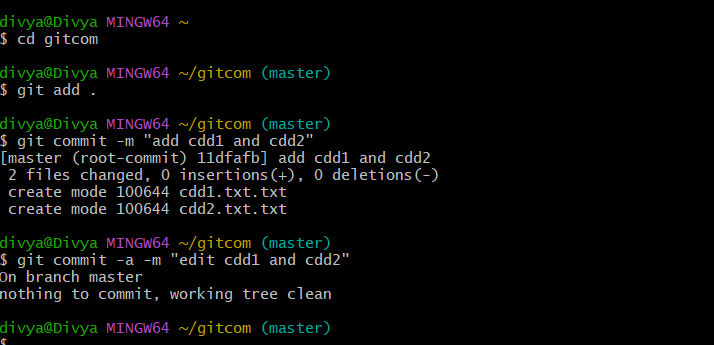 divya@Divya MINGW64 ~
$ cd gitcom
divya@Divya MINGW64 ~/gitcom (master)
$ git add .
divya@Divya MINGW64 ~/gitcom (master)
$ git commit -m "add cdd1 and cdd2"
[master (root-commit) 11dfafb] add cdd1 and cdd2
 2 files changed, 0 insertions(+), 0 deletions(-)
 create mode 100644 cdd1.txt.txt
 create mode 100644 cdd2.txt.txt
divya@Divya MINGW64 ~/gitcom (master)
$ git commit -a -m "edit cdd1 and cdd2"
On branch master
nothing to commit, working tree clean
divya@Divya MINGW64 ~/gitcom (master)
$